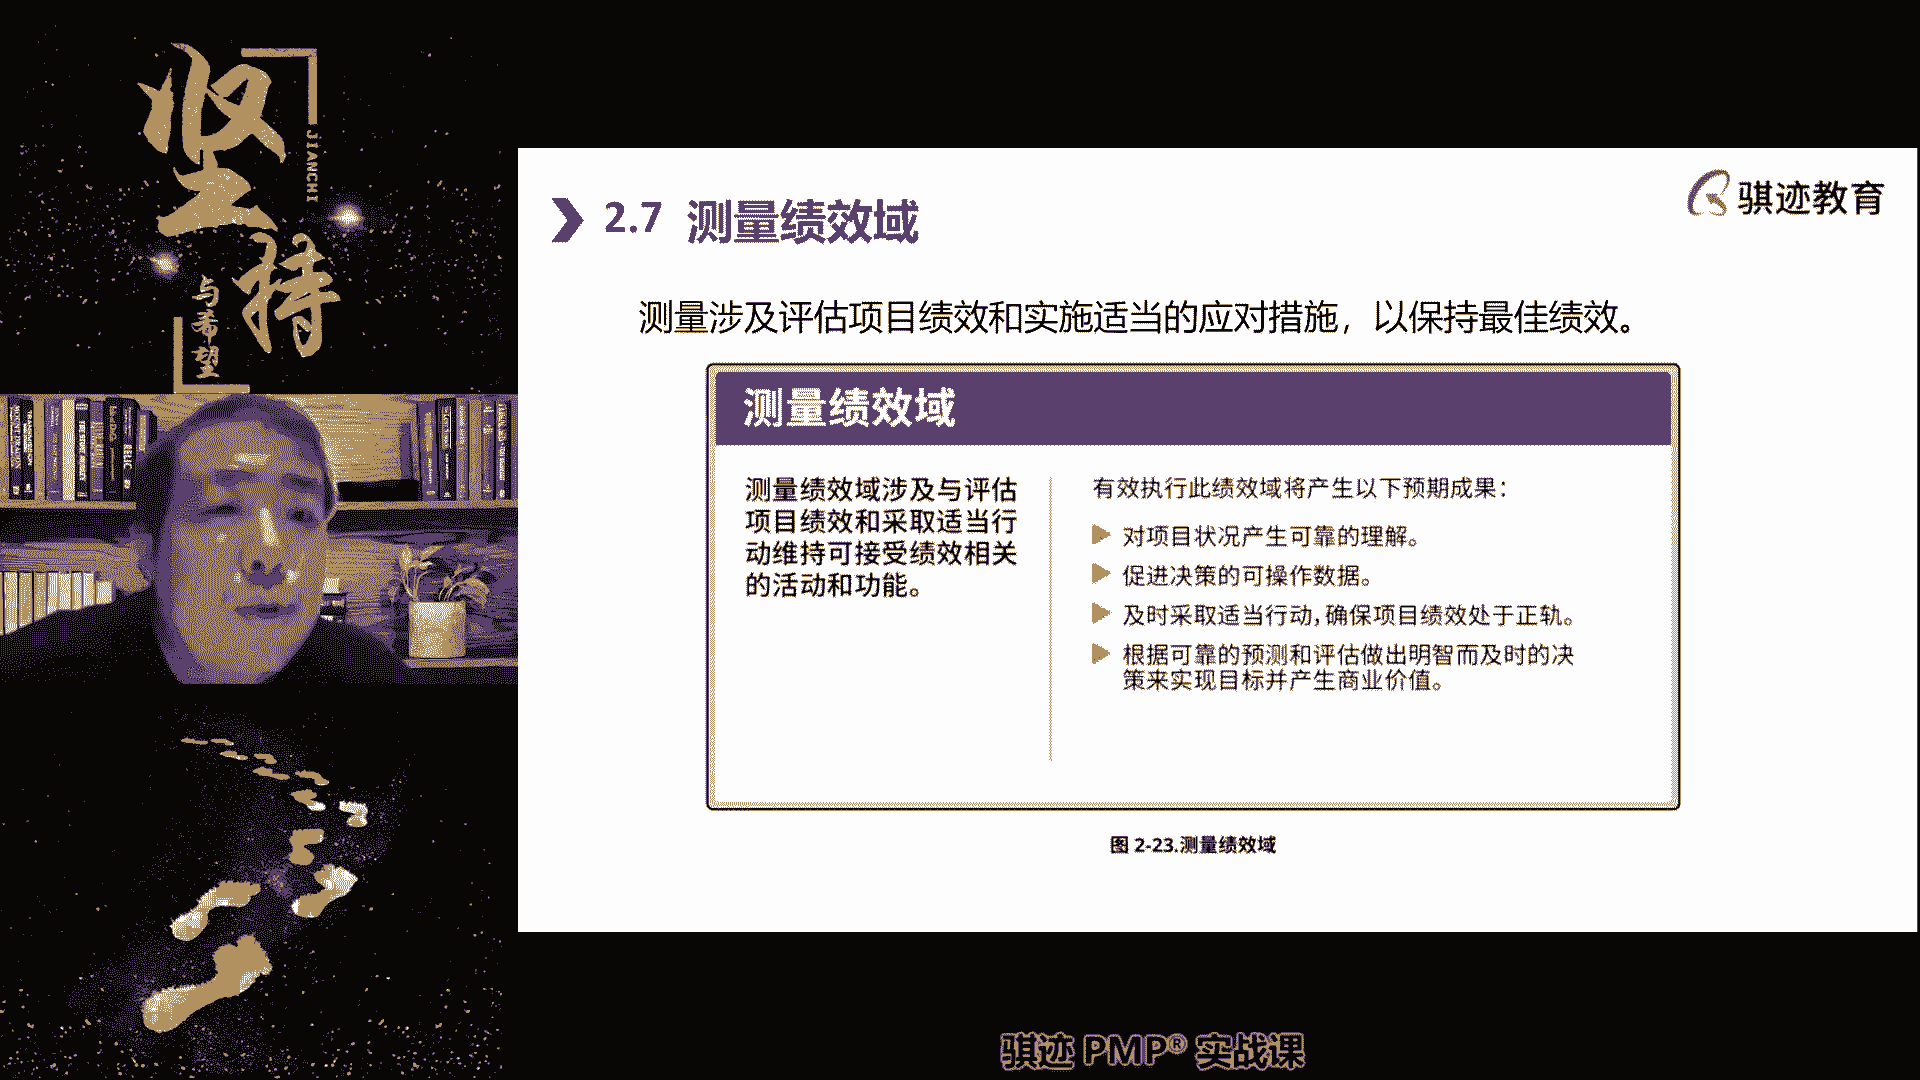 坚持
JIANCHI
与希望
骐迹教育
2.7 测量绩效域
测量涉及评估项目绩效和实施适当的应对措施，以保持最佳绩效。
测量绩效域
测量绩效域涉及与评估
项目绩效和采取适当行
动维持可接受绩效相关
的活动和功能。
有效执行此绩效域将产生以下预期成果：
对项目状况产生可靠的理解。
促进决策的可操作数据。
及时采取适当行动，确保项目绩效处于正轨。
根据可靠的预测和评估做出明智而及时的决
策来实现目标并产生商业价值。
图 2-23.测量绩效域
骐迹 PMP® 实战课